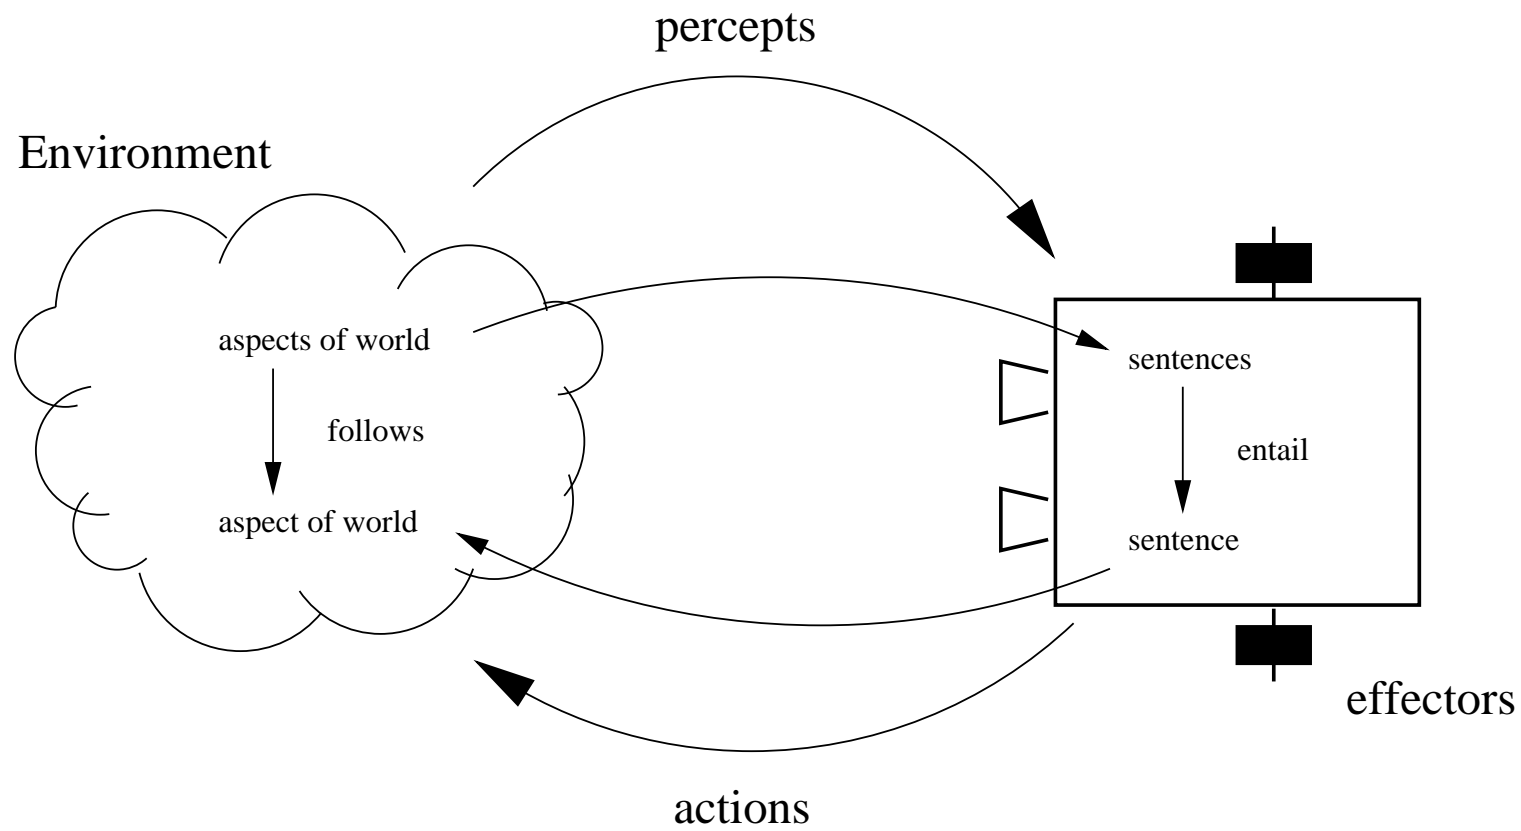 percepts
Environment
aspects of world
sentences
follows
entail
aspect of world
sentence
effectors
actions